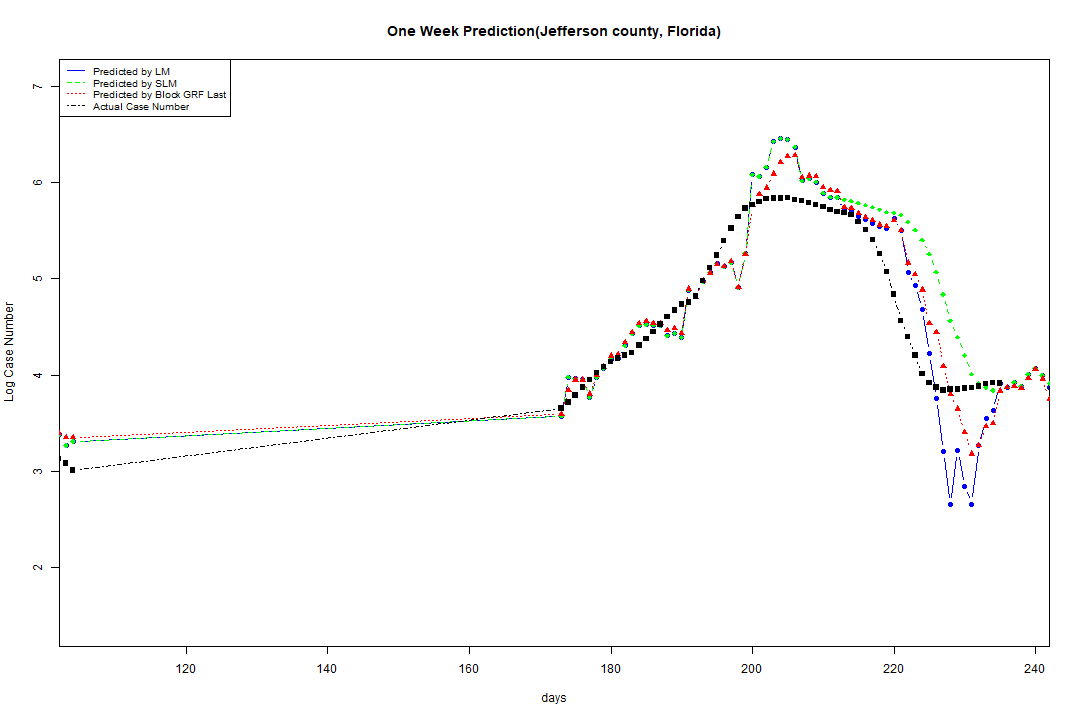 One Week Prediction(Jefferson county, Florida)
Predicted by LM
Predicted by SLM
Predicted by Block GRF Last
Actual Case Number
7
6
5
4
3
2
Log Case Number
120 140 160 180 200 220 240
days